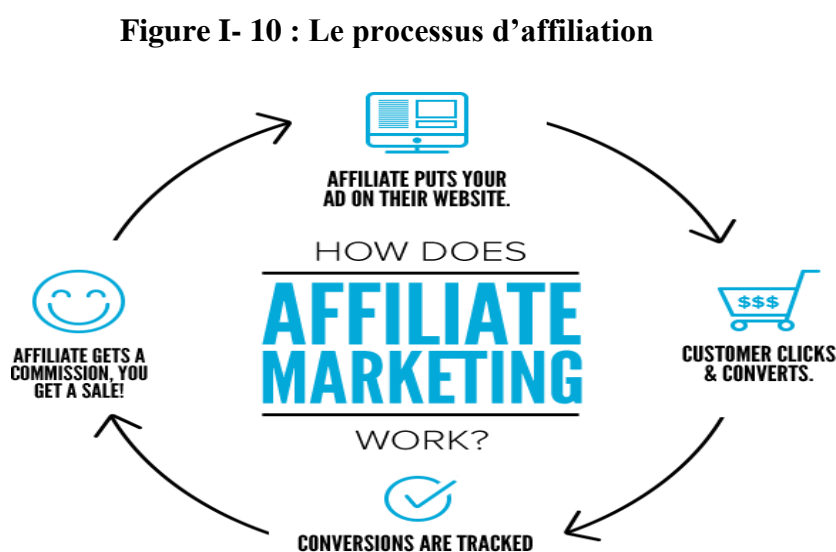 Figure I- 10 : Le processus d’affiliation
AFFILIATE PUTS YOUR
AD ON THEIR WEBSITE.
HOW DOES
AFFILIATE
MARKETING
WORK?
$$$
CUSTOMER CLICKS
& CONVERTS.
CONVERSIONS ARE TRACKED
AFFILIATE GETS A
COMMISSION, YOU
GET A SALE!